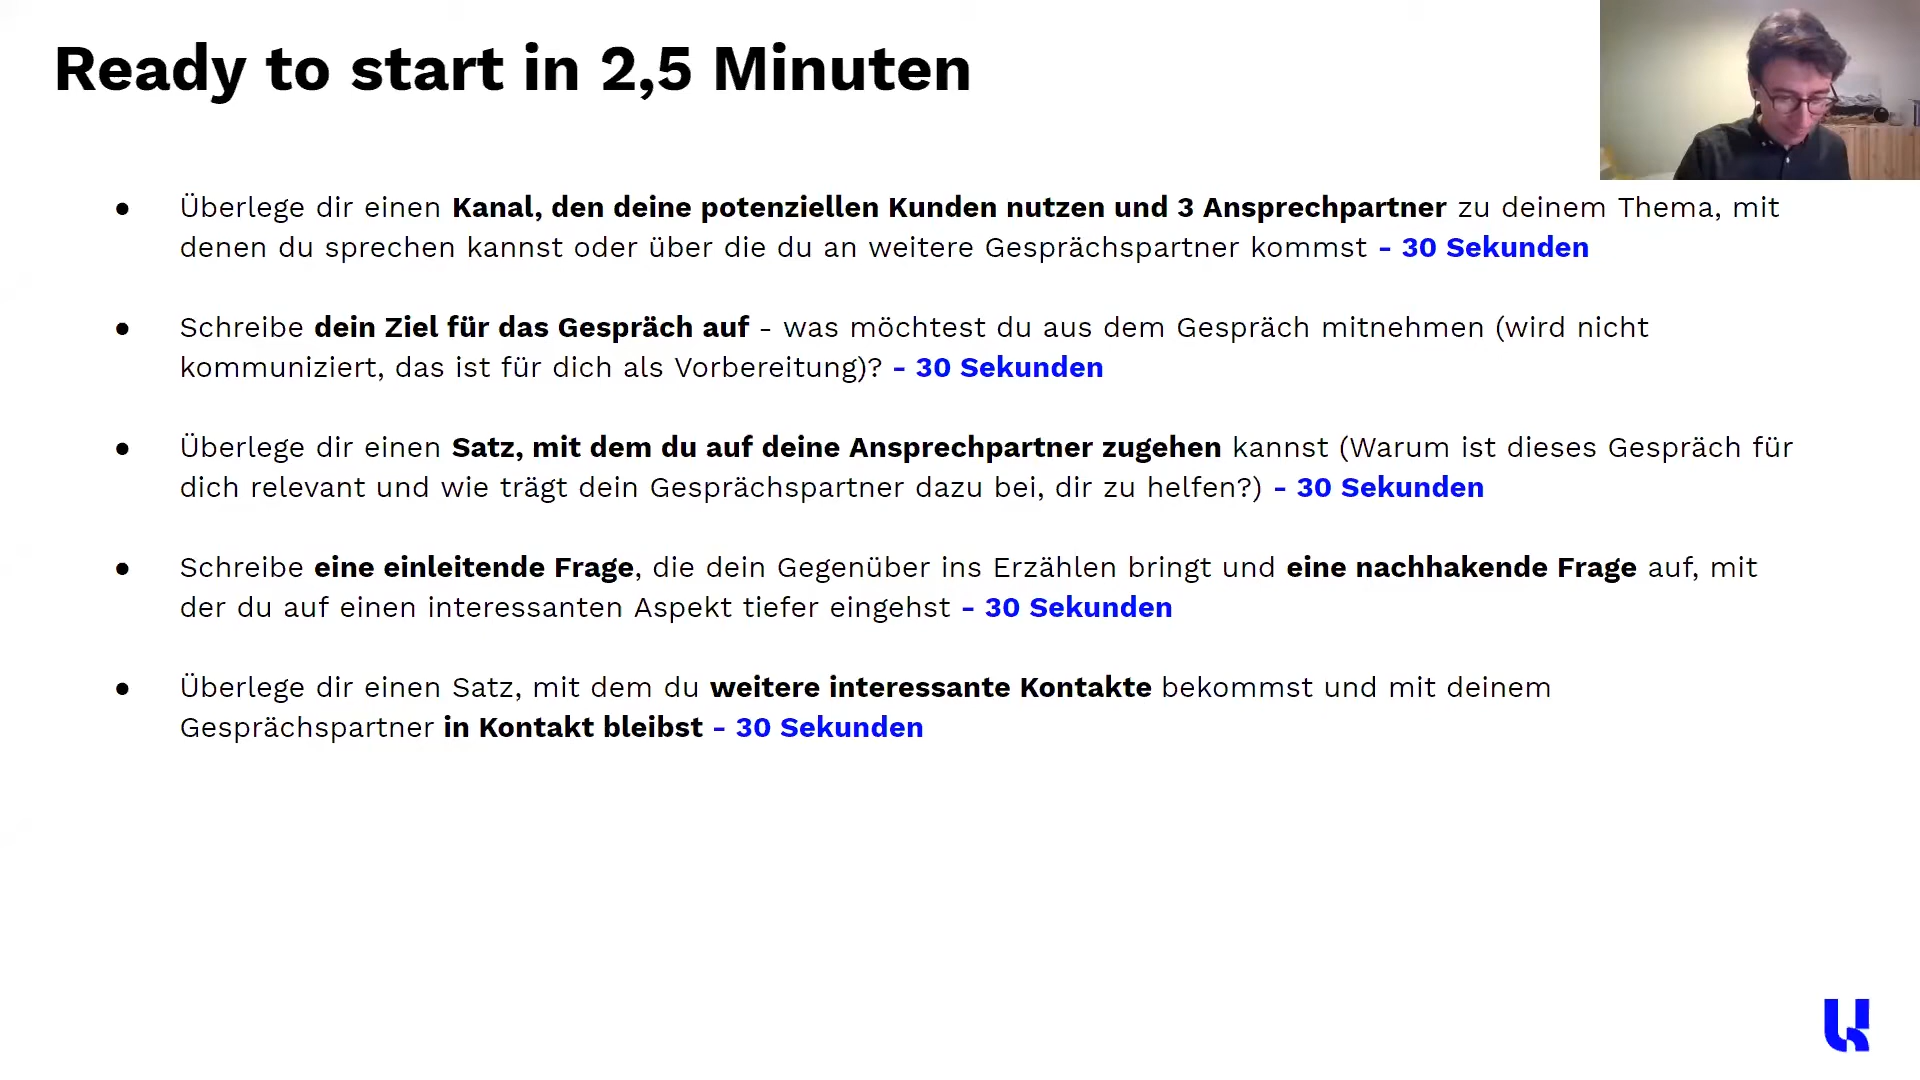 Ready to start in 2,5 Minuten
● Überlege dir einen Kanal, den deine potenziellen Kunden nutzen und 3 Ansprechpartner zu deinem Thema, mit
denen du sprechen kannst oder über die du an weitere Gesprächspartner kommst - 30 Sekunden
● Schreibe dein Ziel für das Gespräch auf - was möchtest du aus dem Gespräch mitnehmen (wird nicht
kommuniziert, das ist für dich als Vorbereitung)? - 30 Sekunden
● Überlege dir einen Satz, mit dem du auf deine Ansprechpartner zugehen kannst (Warum ist dieses Gespräch für
dich relevant und wie trägt dein Gesprächspartner dazu bei, dir zu helfen?) - 30 Sekunden
● Schreibe eine einleitende Frage, die dein Gegenüber ins Erzählen bringt und eine nachhakende Frage auf, mit
der du auf einen interessanten Aspekt tiefer eingehst - 30 Sekunden
● Überlege dir einen Satz, mit dem du weitere interessante Kontakte bekommst und mit deinem
Gesprächspartner in Kontakt bleibst - 30 Sekunden